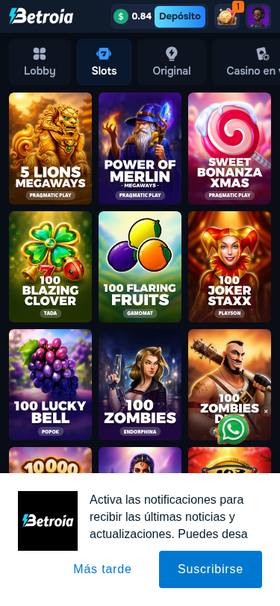 Betroia
$ 0.84 Depósito
1
Lobby
Slots
Original
Casino en
5 LIONS
MEGAWAYS
PRAGMATIC PLAY
POWER OF
MERLIN
- MEGAWAYS -
PRAGMATIC PLAY
SWEET
BONANZA
XMAS
PRAGMATIC PLAY
100
BLAZING
CLOVER
TADA
100 FLARING
FRUITS
GAMOMAT
100
JOKER
STAXX
PLAYSON
100 LUCKY
BELL
POPOK
100
ZOMBIES
ENDORPHINA
100
ZOMBIES
10000
Betroia
Activa las notificaciones para
recibir las últimas noticias y
actualizaciones. Puedes desa
Más tarde
Suscribirse